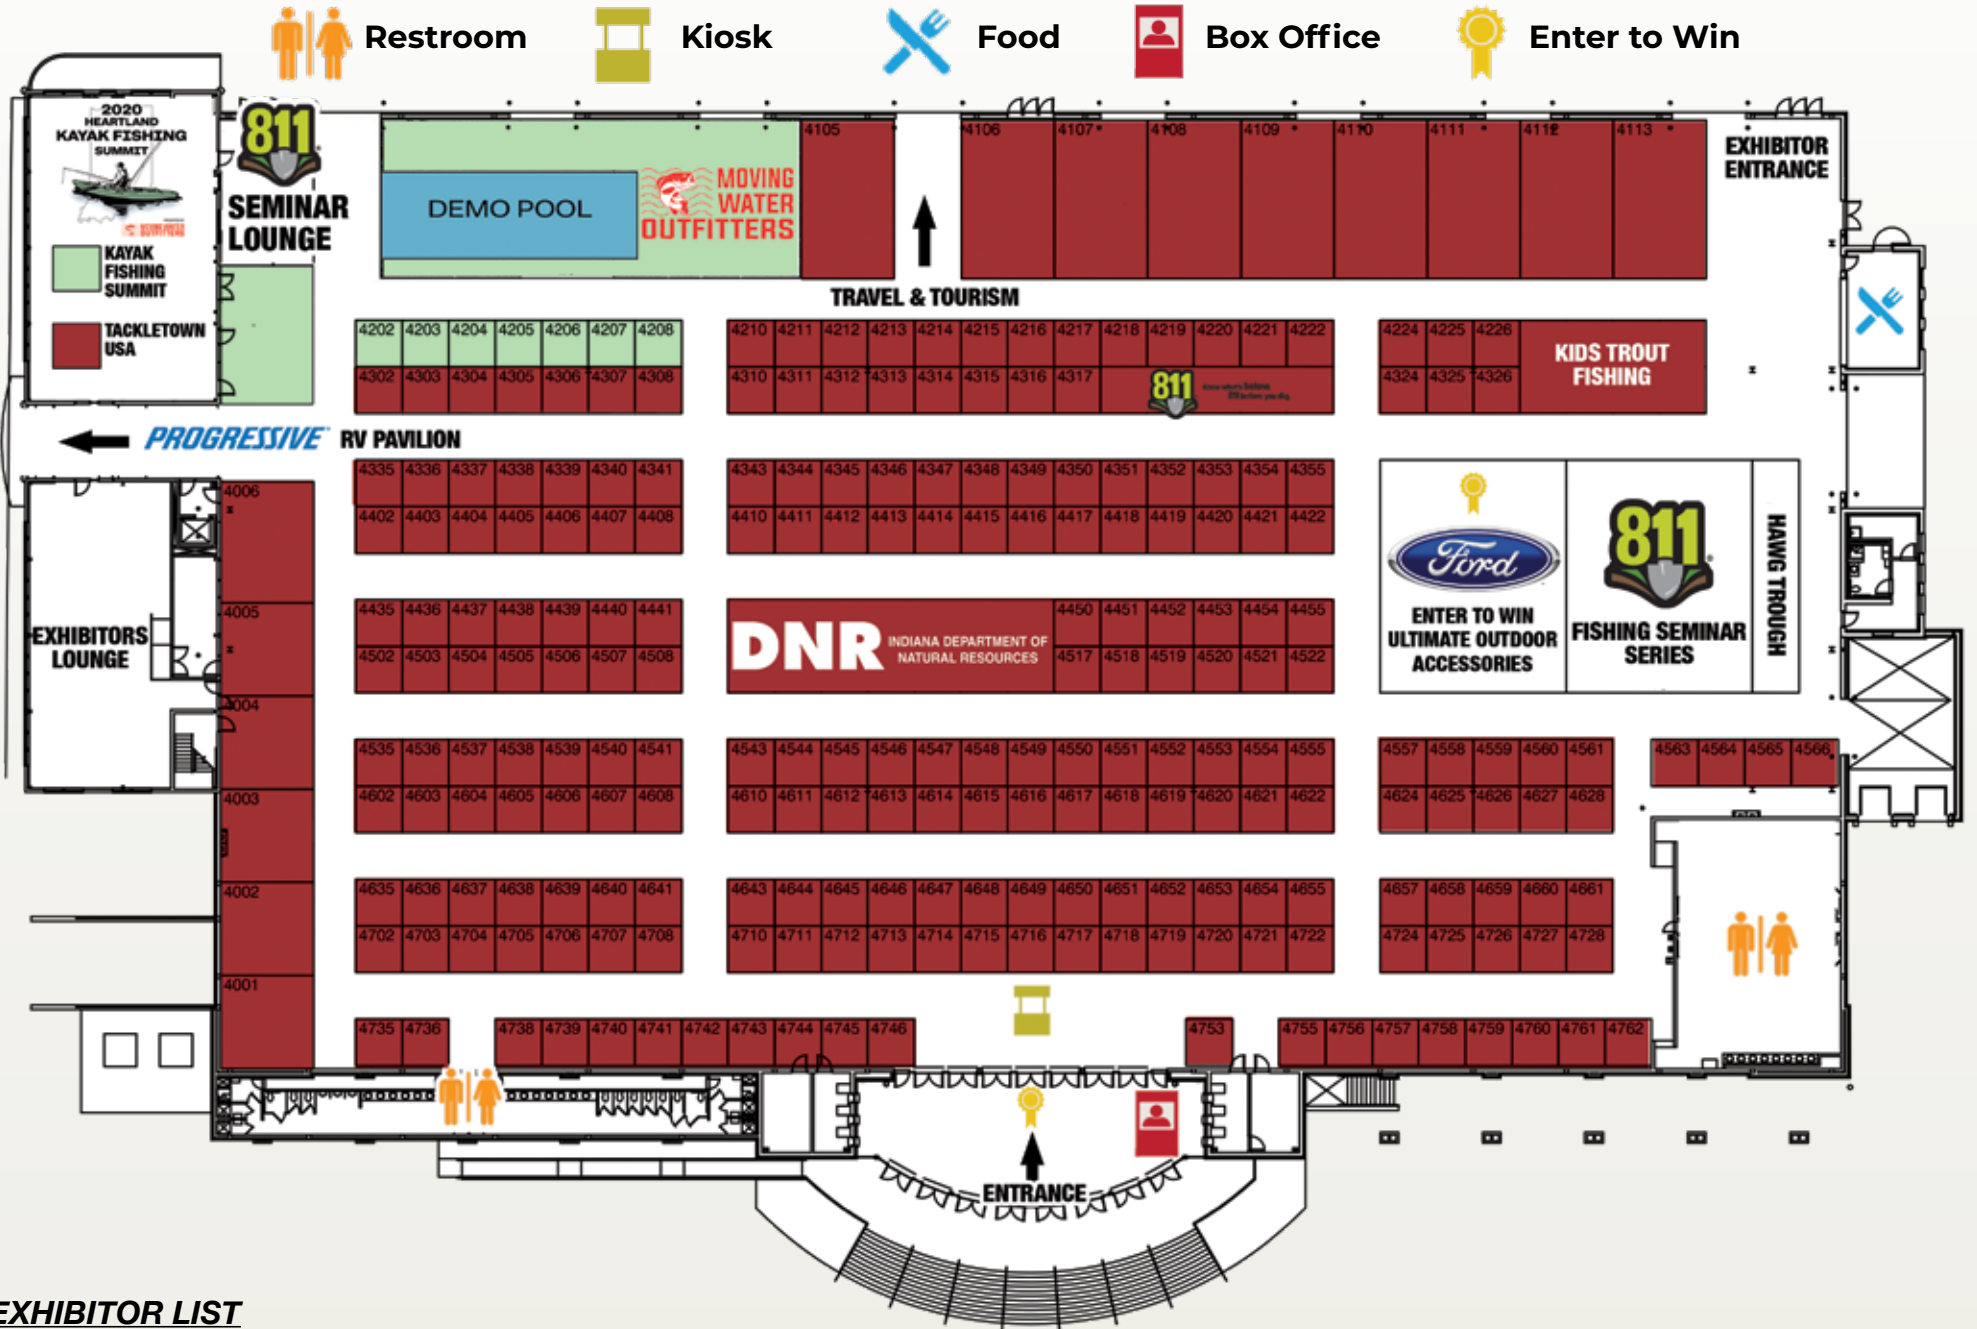 Restroom Kiosk Food Box Office Enter to Win
2020
HEARTLAND
KAYAK FISHING
SUMMIT
KAYAK
FISHING
SUMMIT
TACKLETOWN
USA
811
SEMINAR
LOUNGE
DEMO POOL
MOVING
WATER
OUTFITTERS
4105
4106 4107 4108 4109 4110 4111 4112 4113
EXHIBITOR
ENTRANCE
TRAVEL & TOURISM
4202 4203 4204 4205 4206 4207 4208
4210 4211 4212 4213 4214 4215 4216 4217 4218 4219 4220 4221 4222
4224 4225 4226
KIDS TROUT
FISHING
4302 4303 4304 4305 4306 4307 4308
4310 4311 4312 4313 4314 4315 4316 4317
811
4324 4325 4326
PROGRESSIVE RV PAVILION
4335 4336 4337 4338 4339 4340 4341
4343 4344 4345 4346 4347 4348 4349 4350 4351 4352 4353 4354 4355
4402 4403 4404 4405 4406 4407 4408
4410 4411 4412 4413 4414 4415 4416 4417 4418 4419 4420 4421 4422
Ford
ENTER TO WIN
ULTIMATE OUTDOOR
ACCESSORIES
811
FISHING SEMINAR
SERIES
HAWG TROUGH
4006
4005
4004
4003
4002
4001
EXHIBITORS
LOUNGE
4435 4436 4437 4438 4439 4440 4441
DNR
INDIANA DEPARTMENT OF
NATURAL RESOURCES
4450 4451 4452 4453 4454 4455
4502 4503 4504 4505 4506 4507 4508
4517 4518 4519 4520 4521 4522
4535 4536 4537 4538 4539 4540 4541
4543 4544 4545 4546 4547 4548 4549 4550 4551 4552 4553 4554 4555
4557 4558 4559 4560 4561
4563 4564 4565 4566
4602 4603 4604 4605 4606 4607 4608
4610 4611 4612 4613 4614 4615 4616 4617 4618 4619 4620 4621 4622
4624 4625 4626 4627 4628
4635 4636 4637 4638 4639 4640 4641
4643 4644 4645 4646 4647 4648 4649 4650 4651 4652 4653 4654 4655
4657 4658 4659 4660 4661
4702 4703 4704 4705 4706 4707 4708
4710 4711 4712 4713 4714 4715 4716 4717 4718 4719 4720 4721 4722
4724 4725 4726 4727 4728
4735 4736
4738 4739 4740 4741 4742 4743 4744 4745 4746
4753
4755 4756 4757 4758 4759 4760 4761 4762
ENTRANCE
EXHIBITOR LIST